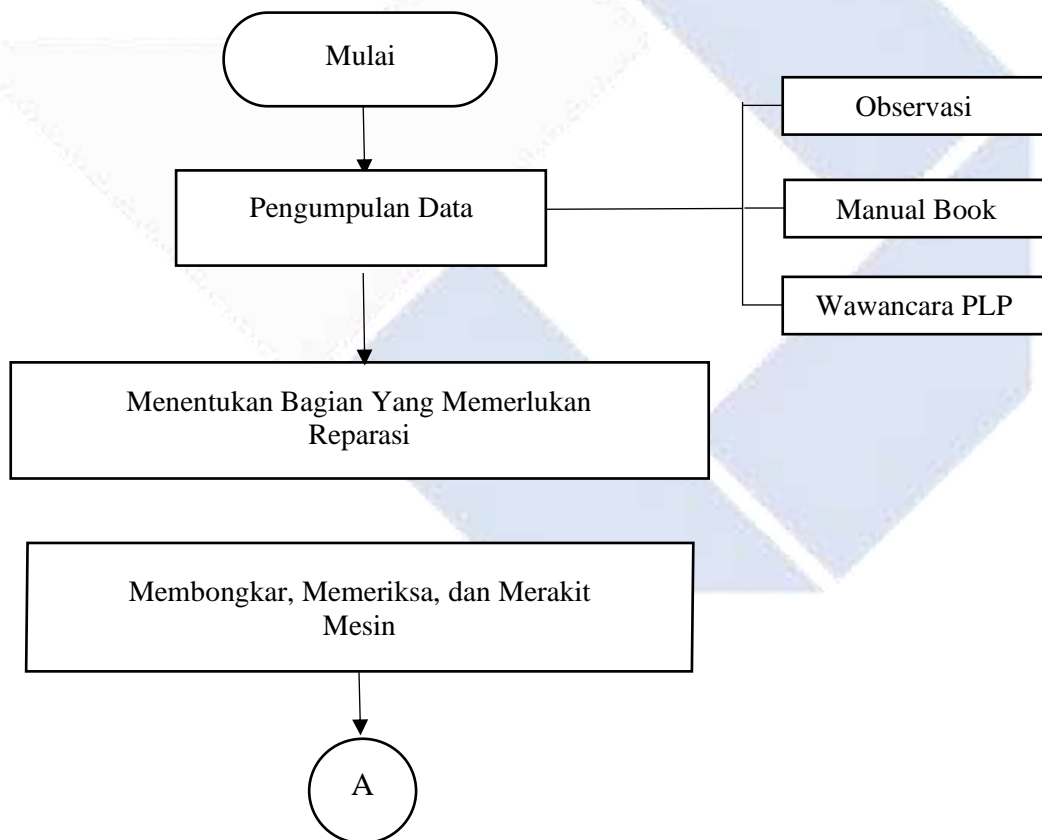 Mulai
Pengumpulan Data
Observasi
Manual Book
Wawancara PLP
Menentukan Bagian Yang Memerlukan
Reparasi
Membongkar, Memeriksa, dan Merakit
Mesin
A